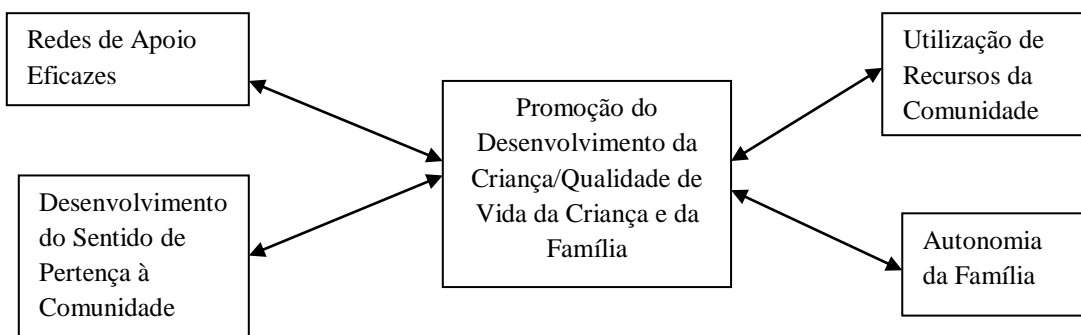 Redes de Apoio
Eficazes
Desenvolvimento
do Sentido de
Pertença à
Comunidade
Promoção do
Desenvolvimento da
Criança/Qualidade de
Vida da Criança e da
Família
Utilização de
Recursos da
Comunidade
Autonomia
da Família